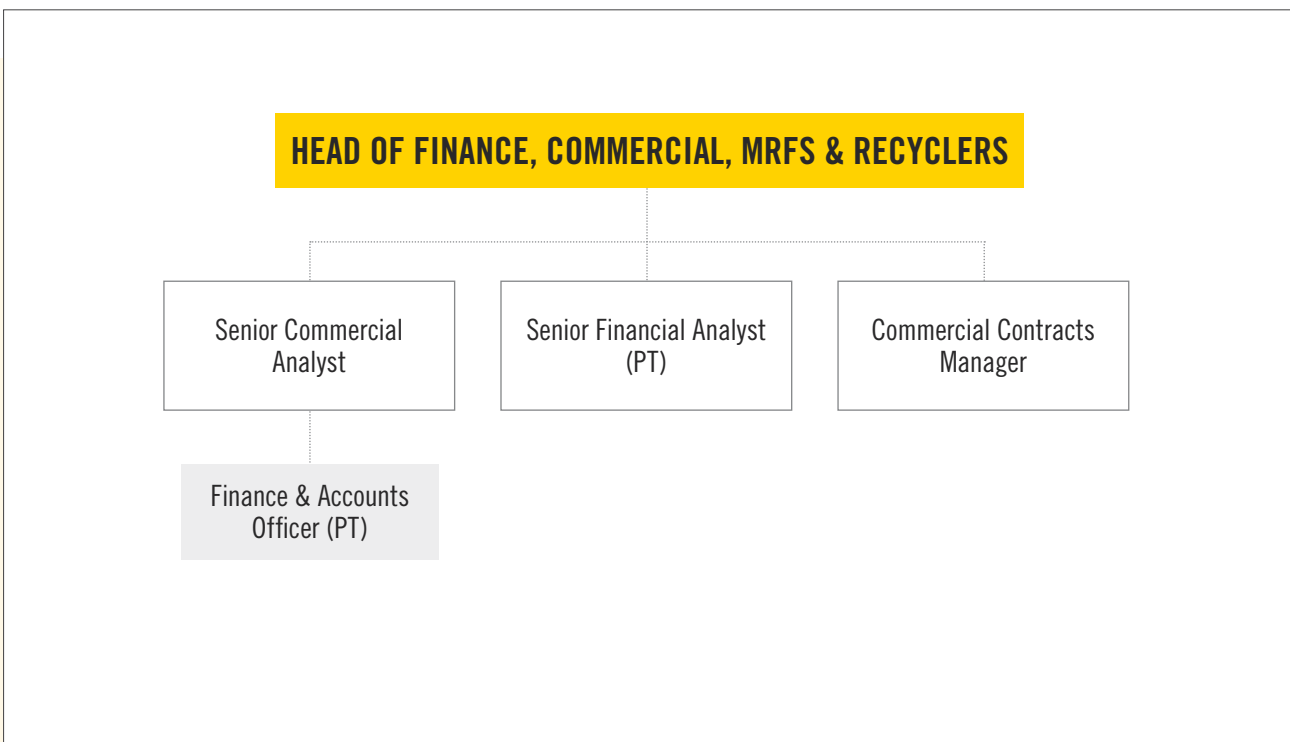 HEAD OF FINANCE, COMMERCIAL, MRFS & RECYCLERS
Senior Commercial
Analyst
Senior Financial Analyst
(PT)
Commercial Contracts
Manager
Finance & Accounts
Officer (PT)